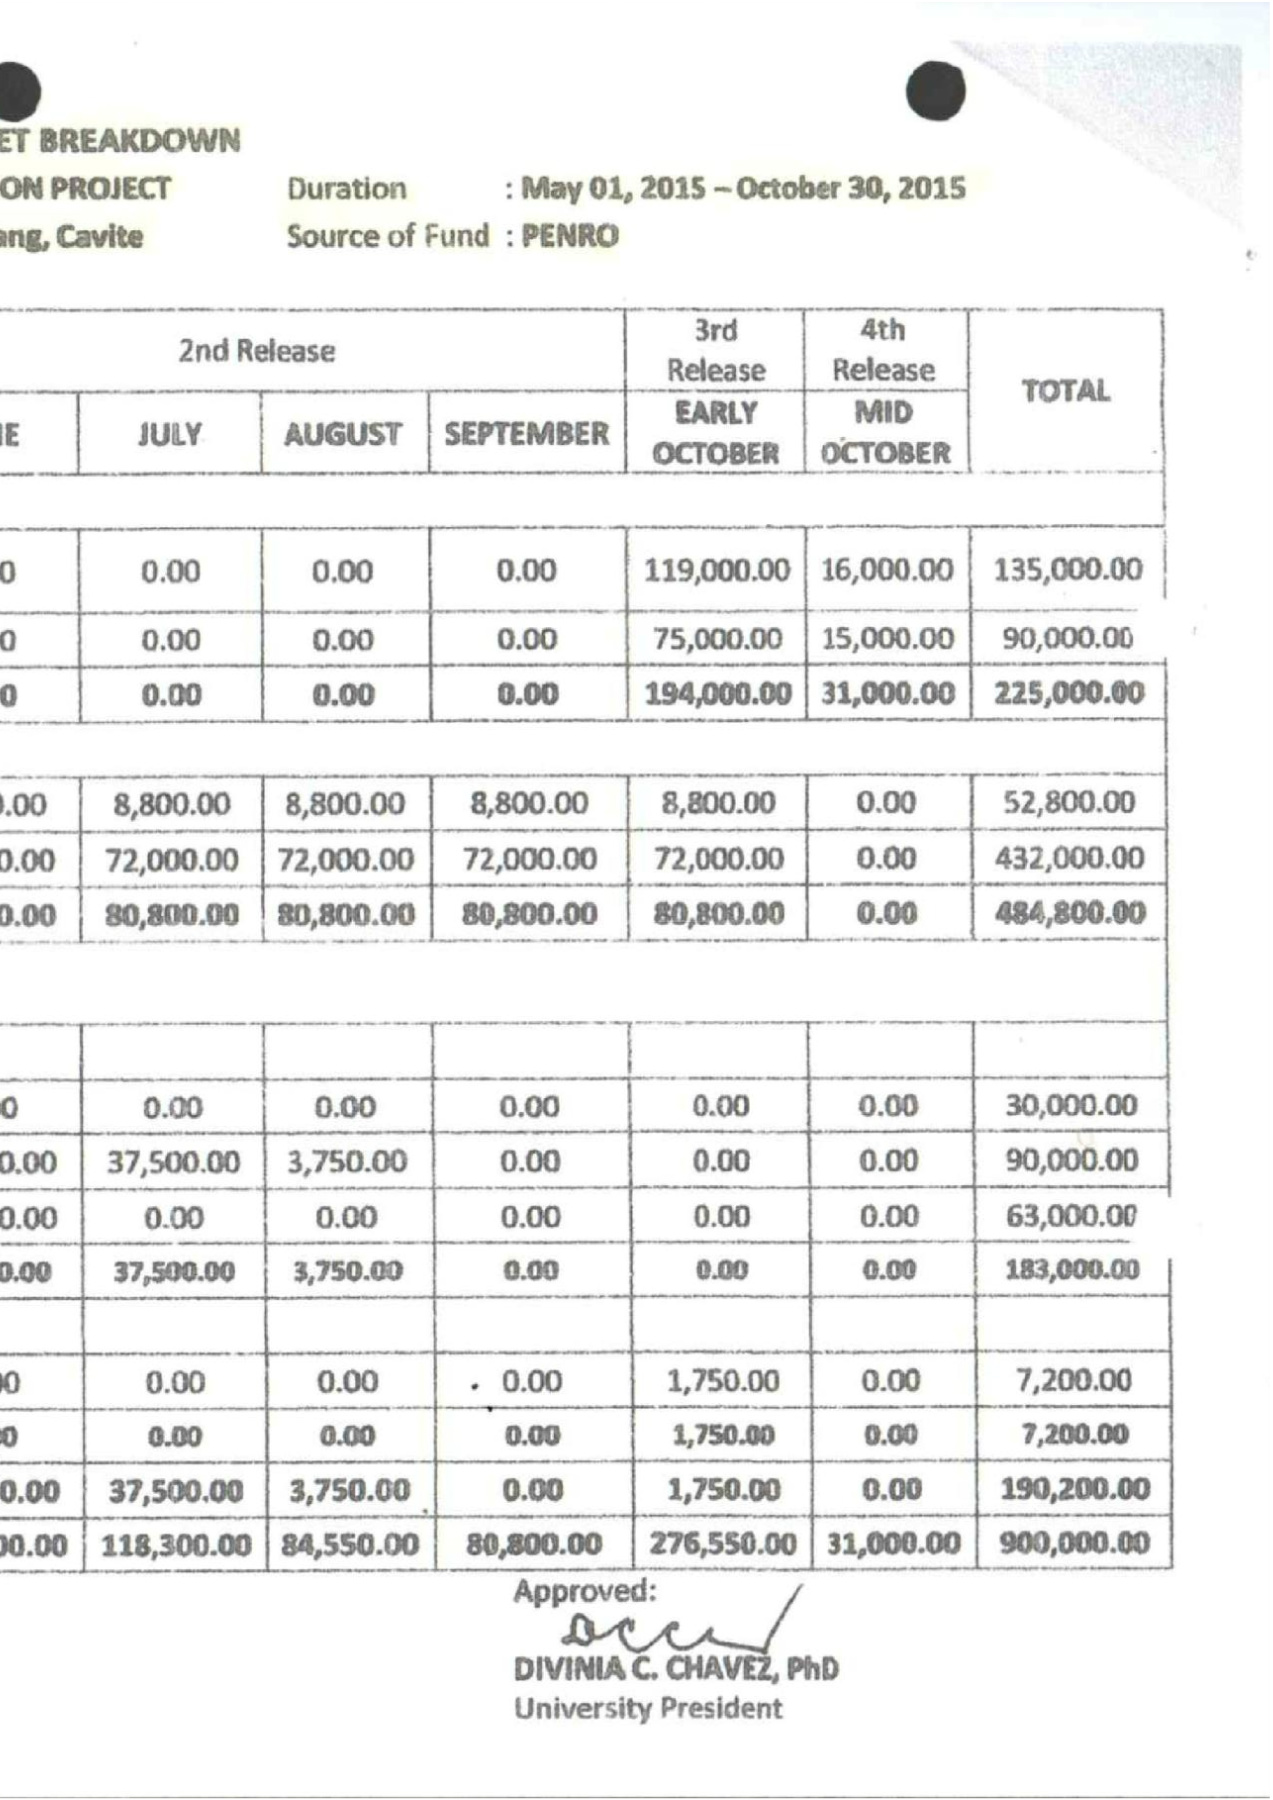 ET BREAKDOWN
ON PROJECT Duration : May 01, 2015 – October 30, 2015
ang, Cavite Source of Fund : PENRO
2nd Release 3rd Release 4th Release TOTAL
IE JULY AUGUST SEPTEMBER EARLY OCTOBER MID OCTOBER
0 0.00 0.00 0.00 119,000.00 16,000.00 135,000.00
0 0.00 0.00 0.00 75,000.00 15,000.00 90,000.00
0 0.00 0.00 0.00 194,000.00 31,000.00 225,000.00
0.00 8,800.00 8,800.00 8,800.00 8,800.00 0.00 52,800.00
0.00 72,000.00 72,000.00 72,000.00 72,000.00 0.00 432,000.00
0.00 80,800.00 80,800.00 80,800.00 80,800.00 0.00 484,800.00
0 0.00 0.00 0.00 0.00 0.00 30,000.00
0.00 37,500.00 3,750.00 0.00 0.00 0.00 90,000.00
0.00 0.00 0.00 0.00 0.00 0.00 63,000.00
0.00 37,500.00 3,750.00 0.00 0.00 0.00 183,000.00
00 0.00 0.00 0.00 1,750.00 0.00 7,200.00
00 0.00 0.00 0.00 1,750.00 0.00 7,200.00
0.00 37,500.00 3,750.00 0.00 1,750.00 0.00 190,200.00
00.00 118,300.00 84,550.00 80,800.00 276,550.00 31,000.00 900,000.00
Approved:
DIVINIA C. CHAVEZ, PhD
University President